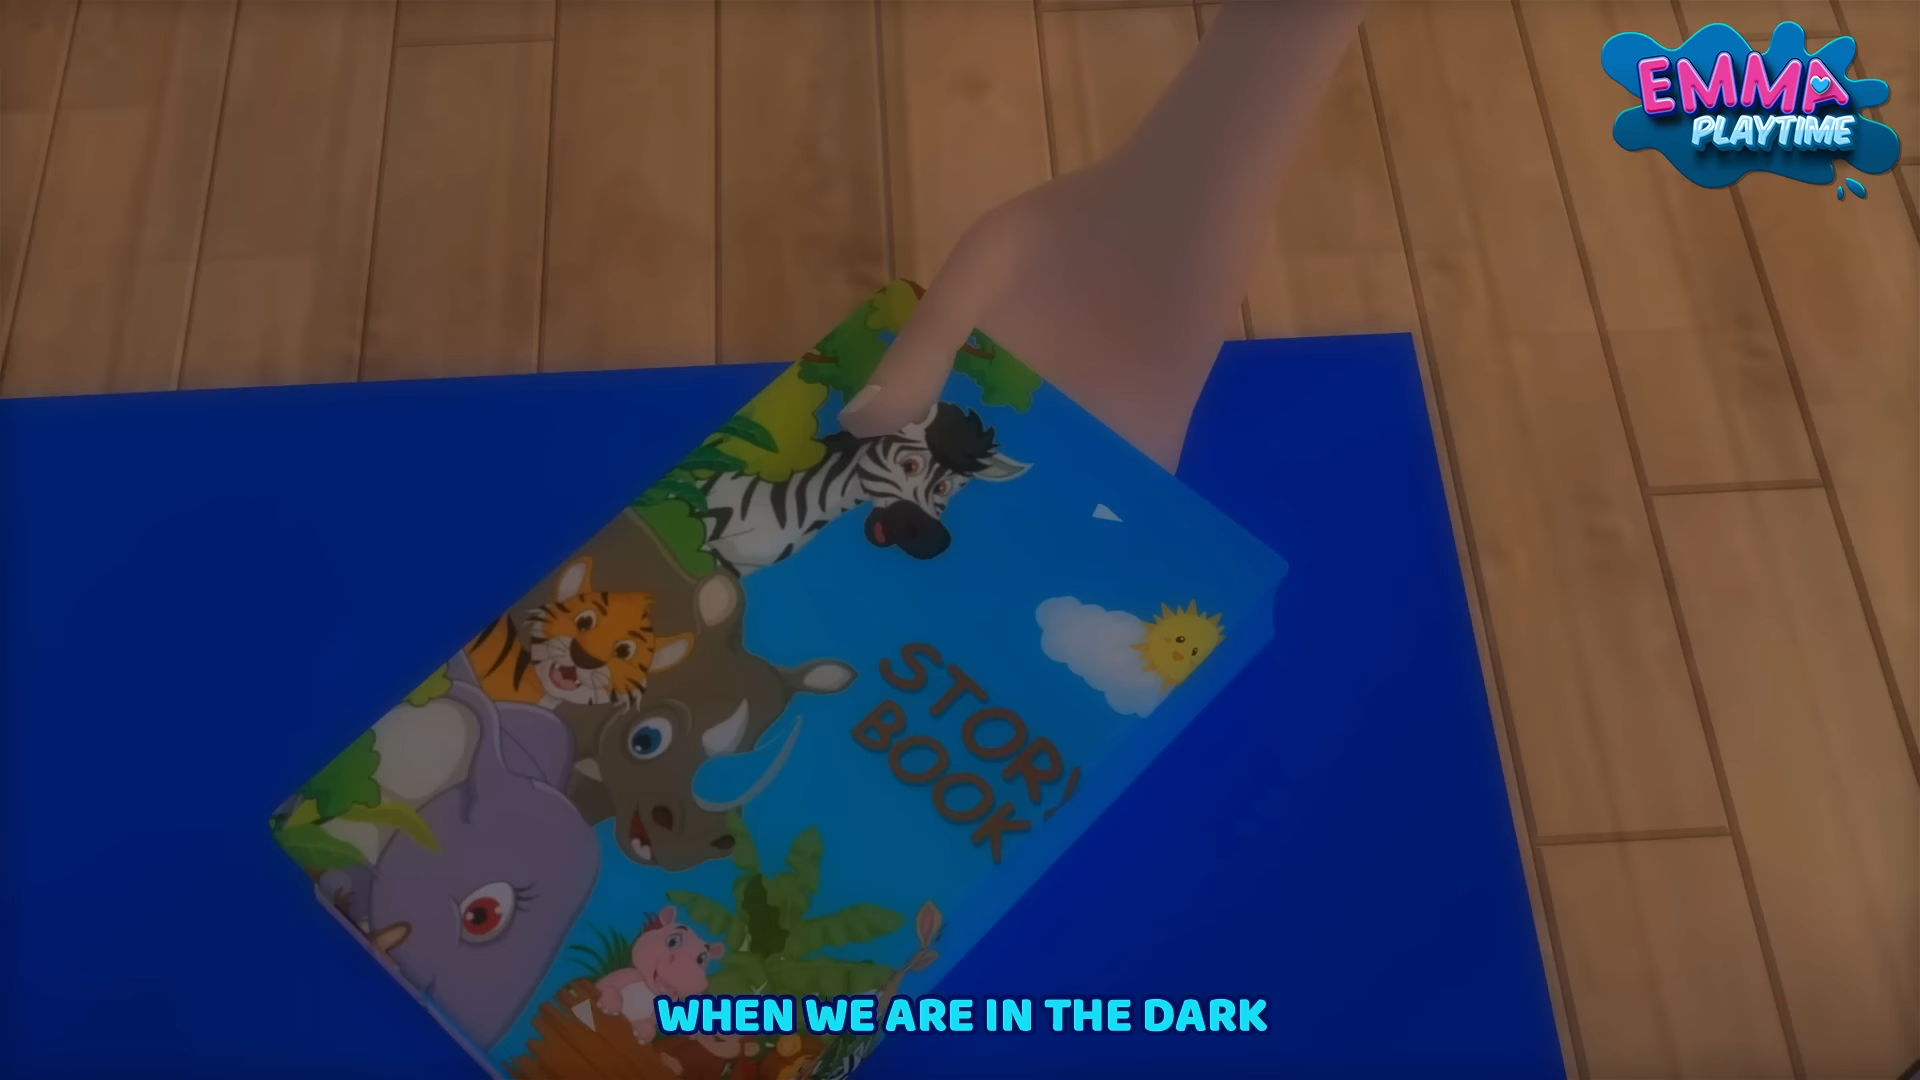 EMMA
PLAYTIME
STORY
BOOK
WHEN WE ARE IN THE DARK